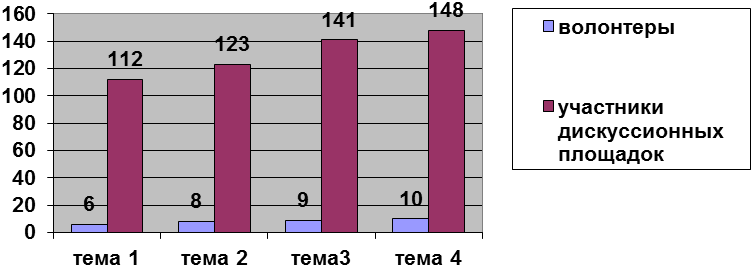 160
140
120
100
80
60
40
20
0
112
123
141
148
6
8
9
10
тема 1
тема 2
тема3
тема 4
волонтеры
участники
дискуссионных
площадок